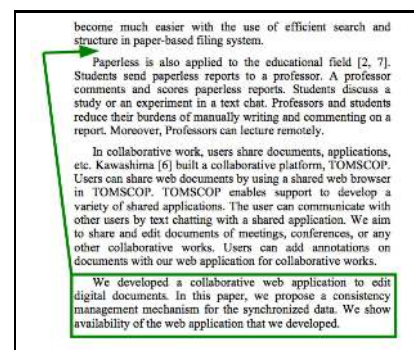 become much easier with the use of efficient search and
structure in paper-based filing system.
Paperless is also applied to the educational field [2, 7].
Students send paperless reports to a professor. A professor
comments and scores paperless reports. Students discuss a
study or an experiment in a text chat. Professors and students
reduce their burdens of manually writing and commenting on a
report. Moreover, Professors can lecture remotely.
In collaborative work, users share documents, applications,
etc. Kawashima [6] built a collaborative platform, TOMSCOP.
Users can share web documents by using a shared web browser
in TOMSCOP. TOMSCOP enables support to develop a
variety of shared applications. The user can communicate with
other users by text chatting with a shared application. We aim
to share and edit documents of meetings, conferences, or any
other collaborative works. Users can add annotations on
documents with our web application for collaborative works.
We developed a collaborative web application to edit
digital documents. In this paper, we propose a consistency
management mechanism for the synchronized data. We show
availability of the web application that we developed.